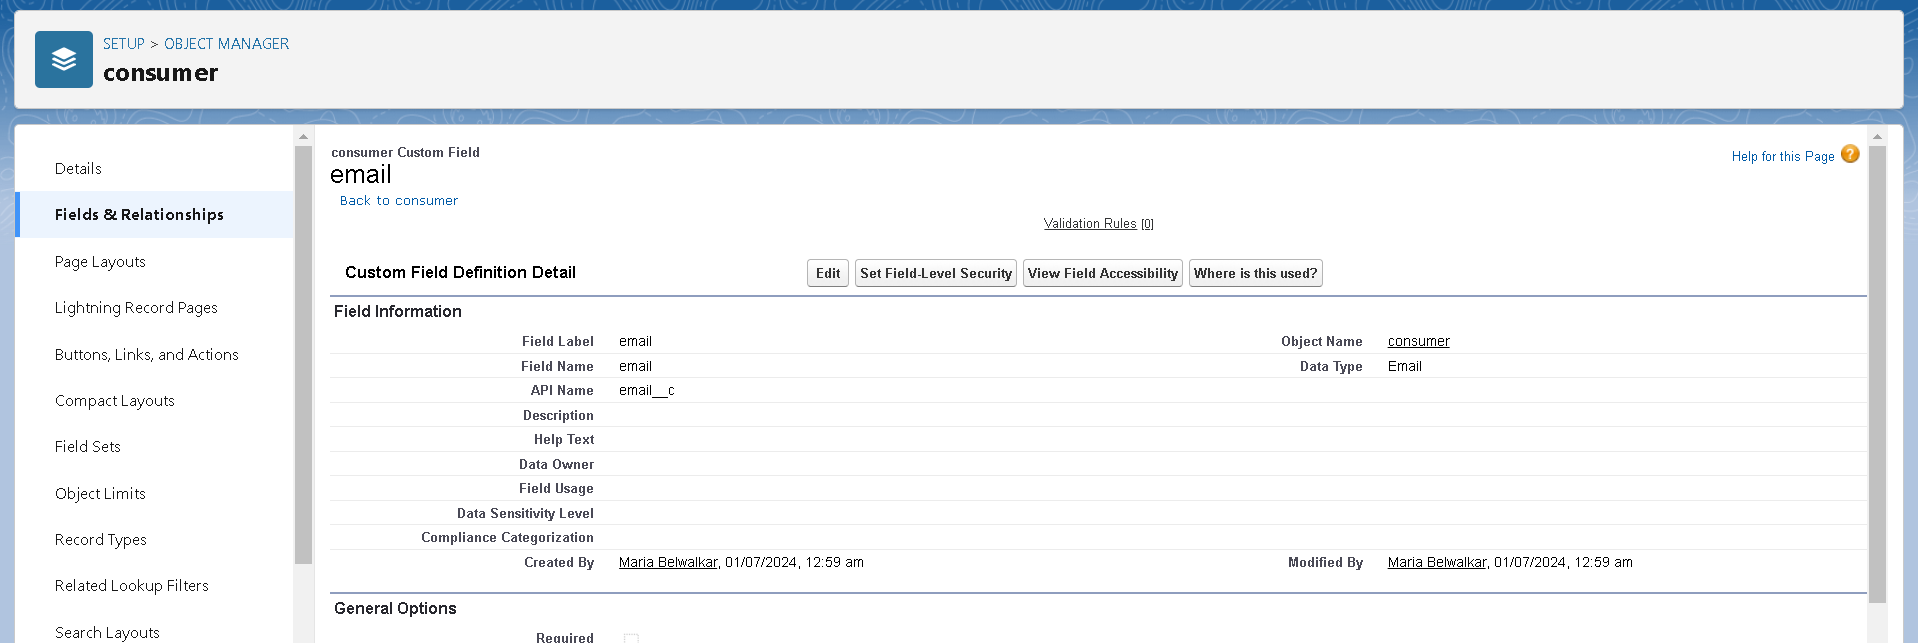 SETUP > OBJECT MANAGER
consumer
Details
Fields & Relationships
Page Layouts
Lightning Record Pages
Buttons, Links, and Actions
Compact Layouts
Field Sets
Object Limits
Record Types
Related Lookup Filters
Search Layouts
consumer Custom Field
email
Back to consumer
Help for this Page ?
Validation Rules [0]
Custom Field Definition Detail
Edit Set Field-Level Security View Field Accessibility Where is this used?
Field Information
Field Label email Object Name consumer
Field Name email Data Type Email
API Name email__c
Description
Help Text
Data Owner
Field Usage
Data Sensitivity Level
Compliance Categorization
Created By Maria Belwalkar, 01/07/2024, 12:59 am Modified By Maria Belwalkar, 01/07/2024, 12:59 am
General Options
Required